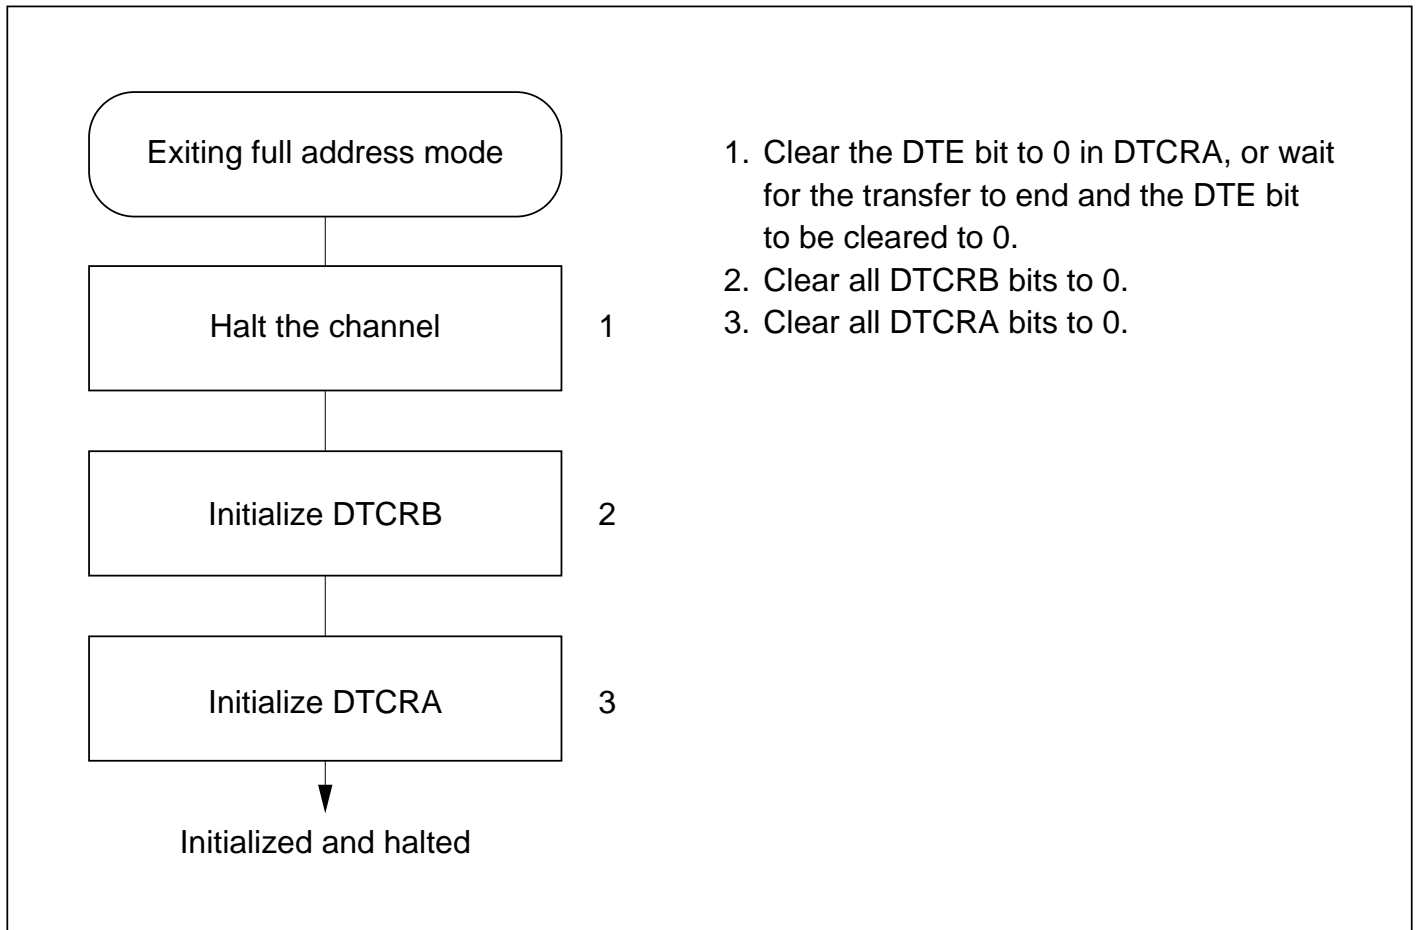 Exiting full address mode
Halt the channel
1
Initialize DTCRB
2
Initialize DTCRA
3
Initialized and halted
1. Clear the DTE bit to 0 in DTCRA, or wait
for the transfer to end and the DTE bit
to be cleared to 0.
2. Clear all DTCRB bits to 0.
3. Clear all DTCRA bits to 0.